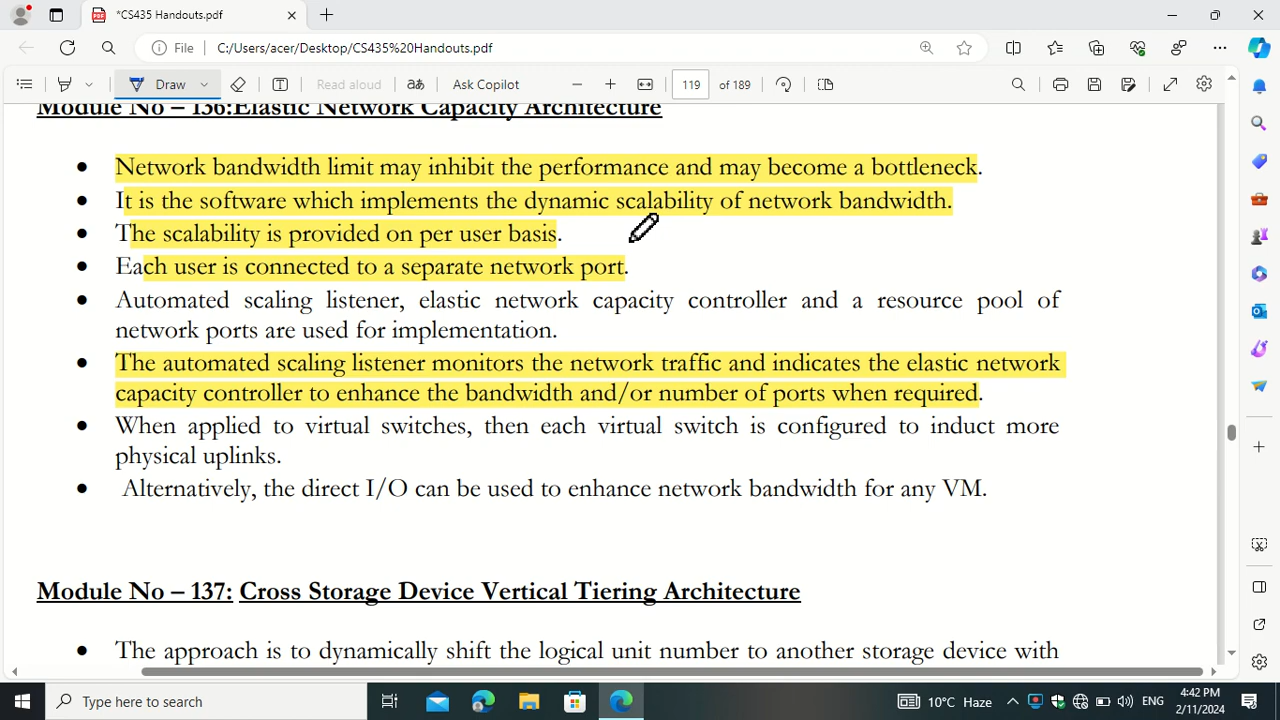 *CS435 Handouts.pdf
File C:/Users/acer/Desktop/CS435%20Handouts.pdf
Draw Read aloud aあ Ask Copilot 119 of 189
Module No – 136:Elastic Network Capacity Architecture
• Network bandwidth limit may inhibit the performance and may become a bottleneck.
• It is the software which implements the dynamic scalability of network bandwidth.
• The scalability is provided on per user basis.
• Each user is connected to a separate network port.
• Automated scaling listener, elastic network capacity controller and a resource pool of
network ports are used for implementation.
• The automated scaling listener monitors the network traffic and indicates the elastic network
capacity controller to enhance the bandwidth and/or number of ports when required.
• When applied to virtual switches, then each virtual switch is configured to induct more
physical uplinks.
• Alternatively, the direct I/O can be used to enhance network bandwidth for any VM.
Module No – 137: Cross Storage Device Vertical Tiering Architecture
• The approach is to dynamically shift the logical unit number to another storage device with
Type here to search
10°C Haze
ENG
4:42 PM
2/11/2024